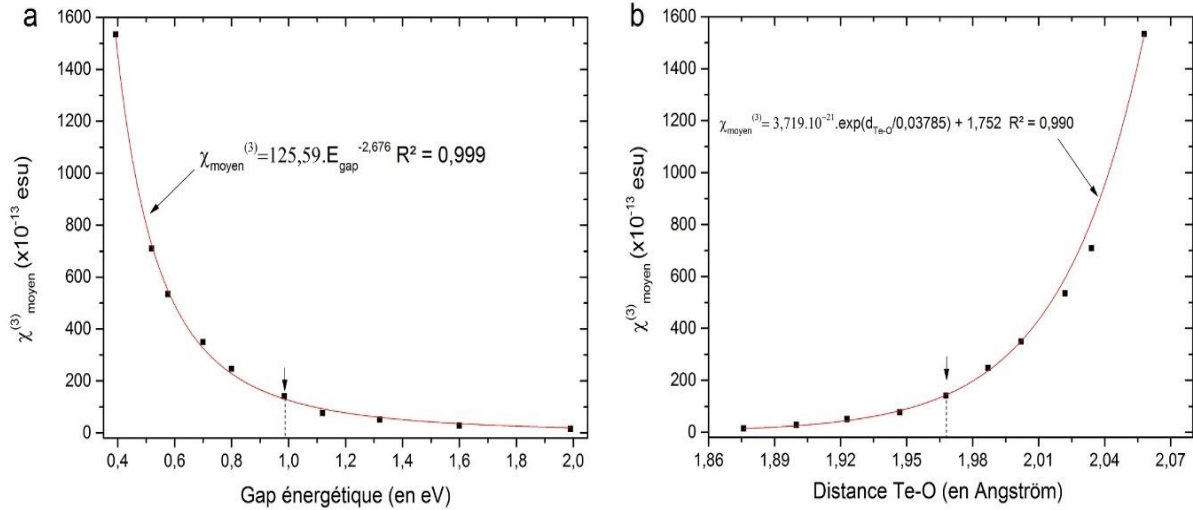 a
1600
1400
1200
1000
800
600
400
200
0
χ(3)moyen (x10-13 esu)
χmoyen(3)=125,59.Egap-2,676 R² = 0,999
0,4 0,6 0,8 1,0 1,2 1,4 1,6 1,8 2,0
Gap énergétique (en eV)
b
1600
1400
1200
1000
800
600
400
200
0
χ(3)moyen (x10-13 esu)
χmoyen(3)= 3,719.10-21.exp(dTe-O/0,03785) + 1,752 R² = 0,990
1,86 1,89 1,92 1,95 1,98 2,01 2,04 2,07
Distance Te-O (en Angström)